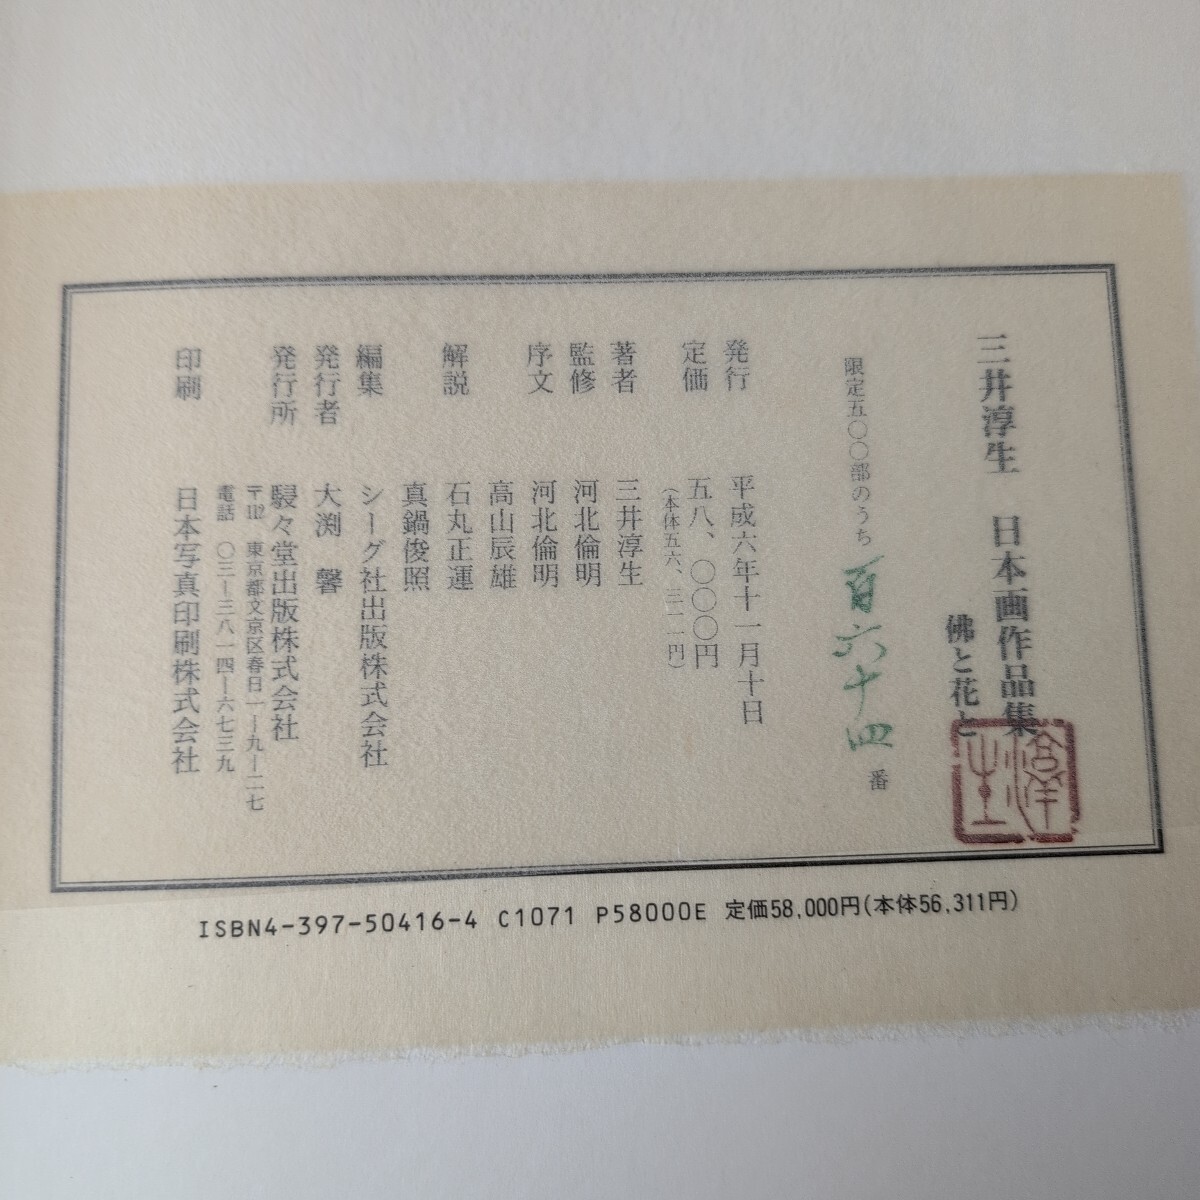 三井淳生 日本画作品集
佛と花と
淳生
限定五〇〇部のうち 百六十四 番
発行 平成六年十一月十日
定価 五八、〇〇〇円
(本体五六、三一一円)
著者 三井淳生
監修 河北倫明
序文 河北倫明
高山辰雄
解説 石丸正運
真鍋俊照
編集 シーグ社出版株式会社
発行者 大渕 馨
発行所 駸々堂出版株式会社
〒112 東京都文京区春日一ー九ー二七
電話 〇三ー三八一四ー六七三九
印刷 日本写真印刷株式会社
ISBN4-397-50416-4 C1071 P58000E 定価58,000円(本体56,311円)